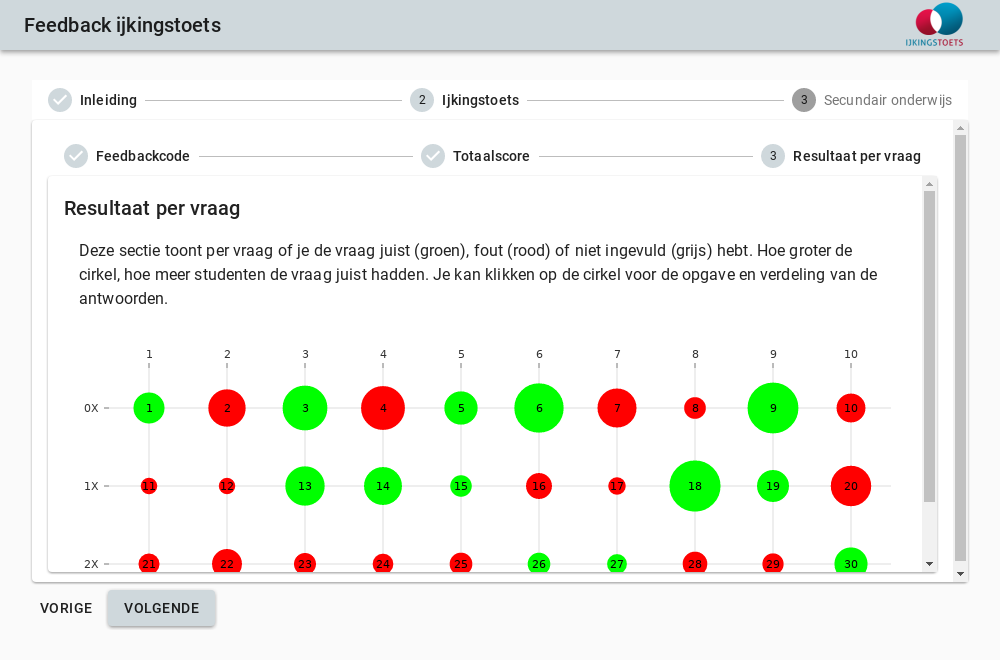 Feedback ijkingstoets
IJKINGSTOETS
Inleiding
2 Ijkingstoets
3 Secundair onderwijs
Feedbackcode
Totaalscore
3 Resultaat per vraag
Resultaat per vraag
Deze sectie toont per vraag of je de vraag juist (groen), fout (rood) of niet ingevuld (grijs) hebt. Hoe groter de
cirkel, hoe meer studenten de vraag juist hadden. Je kan klikken op de cirkel voor de opgave en verdeling van de
antwoorden.
1 2 3 4 5 6 7 8 9 10
0X 1 2 3 4 5 6 7 8 9 10
1X 11 12 13 14 15 16 17 18 19 20
2X 21 22 23 24 25 26 27 28 29 30
VORIGE VOLGENDE